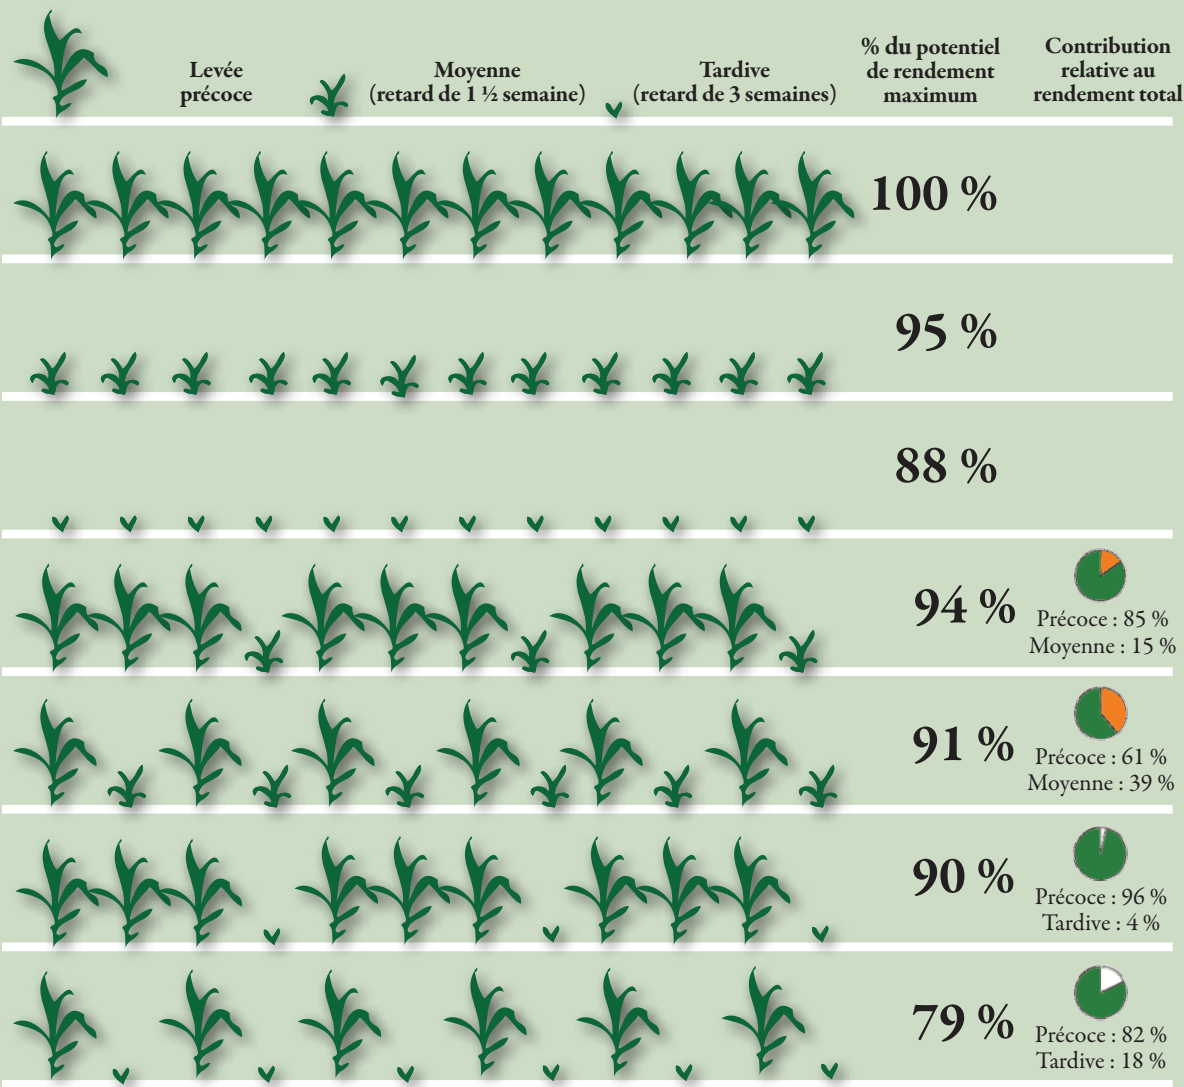 Levée
précoce
Moyenne
(retard de 1 ½ semaine)
Tardive
(retard de 3 semaines)
% du potentiel
de rendement
maximum
Contribution
relative au
rendement total
100 %
95 %
88 %
94 %
Précoce : 85 %
Moyenne : 15 %
91 %
Précoce : 61 %
Moyenne : 39 %
90 %
Précoce : 96 %
Tardive : 4 %
79 %
Précoce : 82 %
Tardive : 18 %